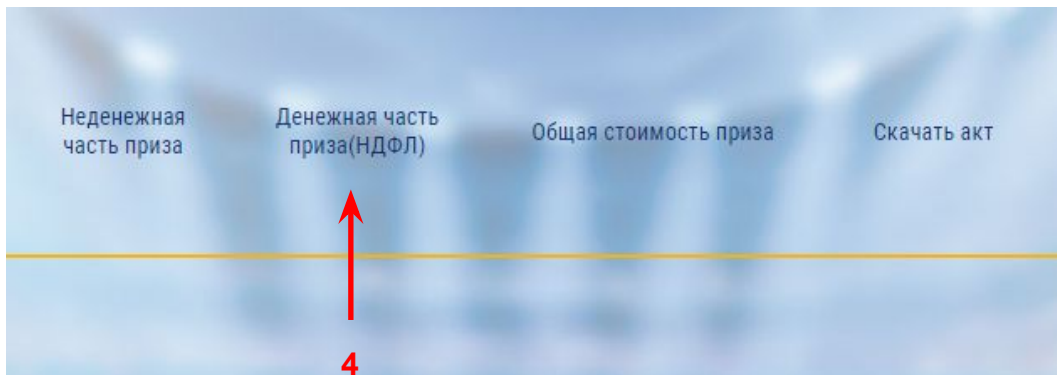 Неденежная
часть приза
Денежная часть
приза(НДФЛ)
Общая стоимость приза
Скачать акт
4